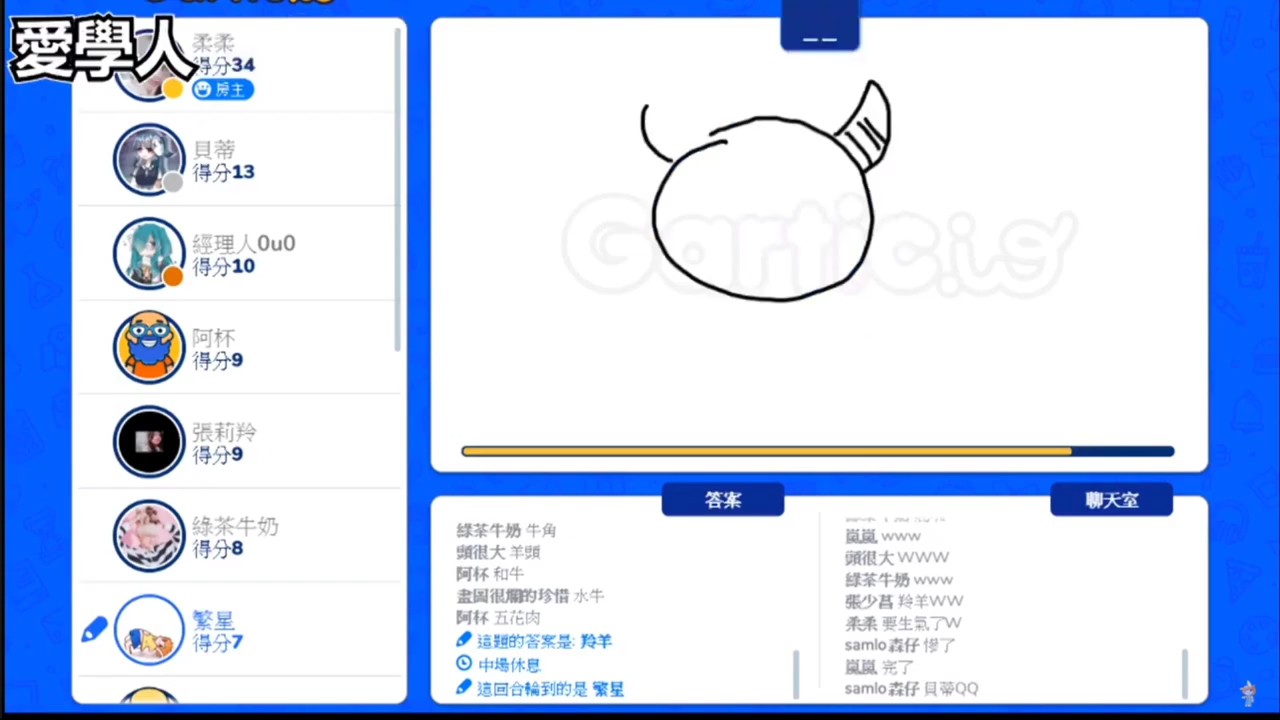 愛學人
柔柔
得分34
房主
貝蒂
得分13
經理人0u0
得分10
阿杯
得分9
張莉羚
得分9
綠茶牛奶
得分8
繁星
得分7
_ _
Gartic.io
答案
綠茶牛奶 牛角
頭很大 羊頭
阿杯 和牛
畫圖很爛的珍惜 水牛
阿杯 五花肉
這題的答案是: 羚羊
中場休息
這回合輪到的是 繁星
聊天室
嵐嵐 www
頭很大 WWW
綠茶牛奶 www
張少菖 羚羊WW
柔柔 要生氣了W
samlo森仔 慘了
嵐嵐 完了
samlo森仔 貝蒂QQ